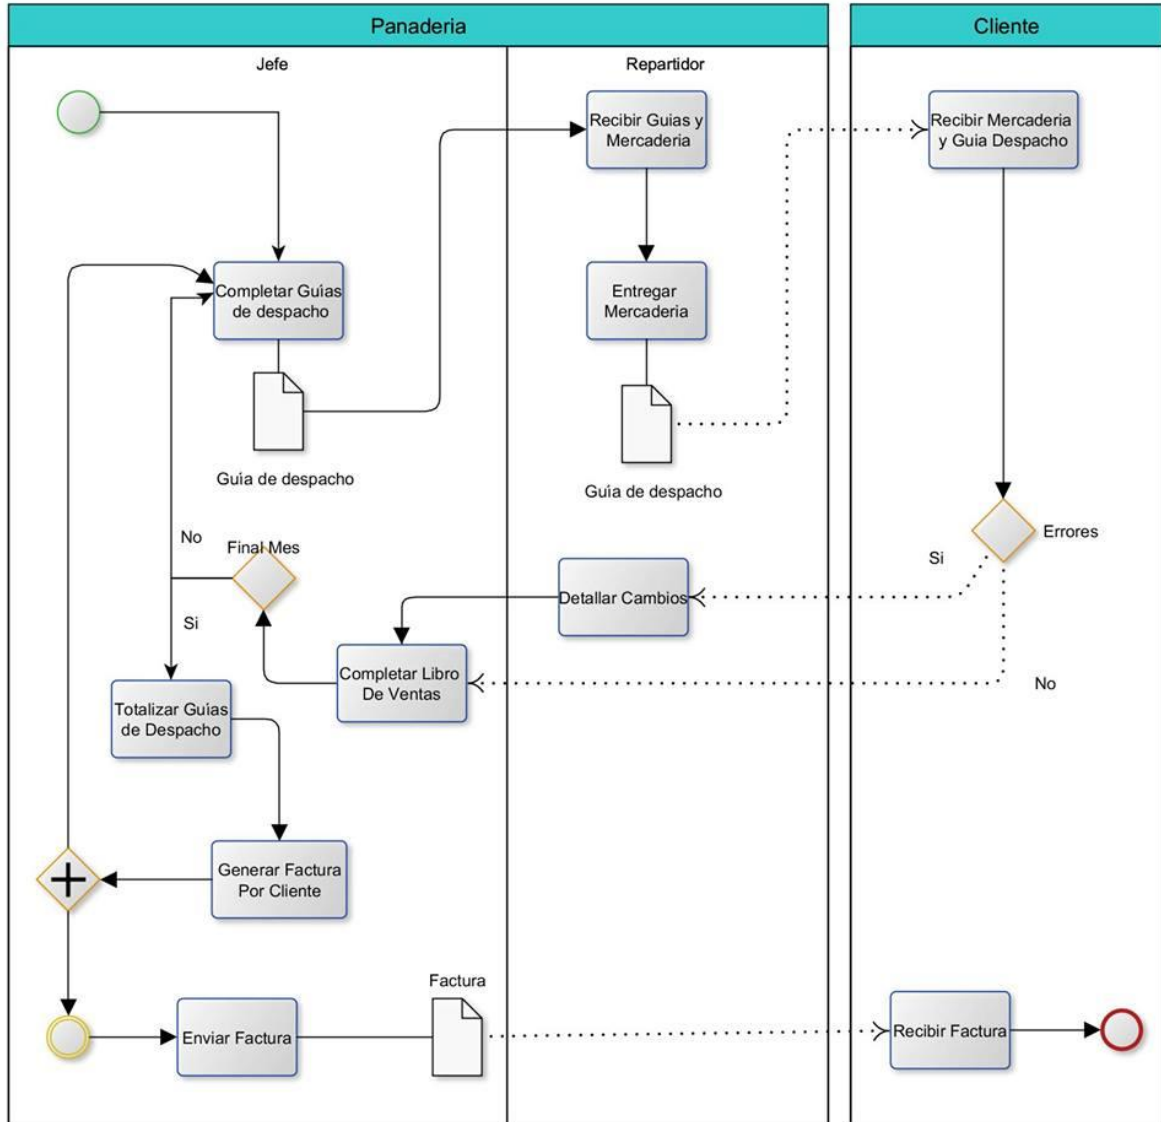 Panaderia
Cliente
Jefe
Repartidor
Recibir Guias y
Mercaderia
Recibir Mercaderia
y Guia Despacho
Completar Guias
de despacho
Entregar
Mercaderia
Guia de despacho
Guia de despacho
Errores
No
Final Mes
Si
Detallar Cambios
Si
Completar Libro
De Ventas
No
Totalizar Guias
de Despacho
Generar Factura
Por Cliente
Factura
Enviar Factura
Recibir Factura